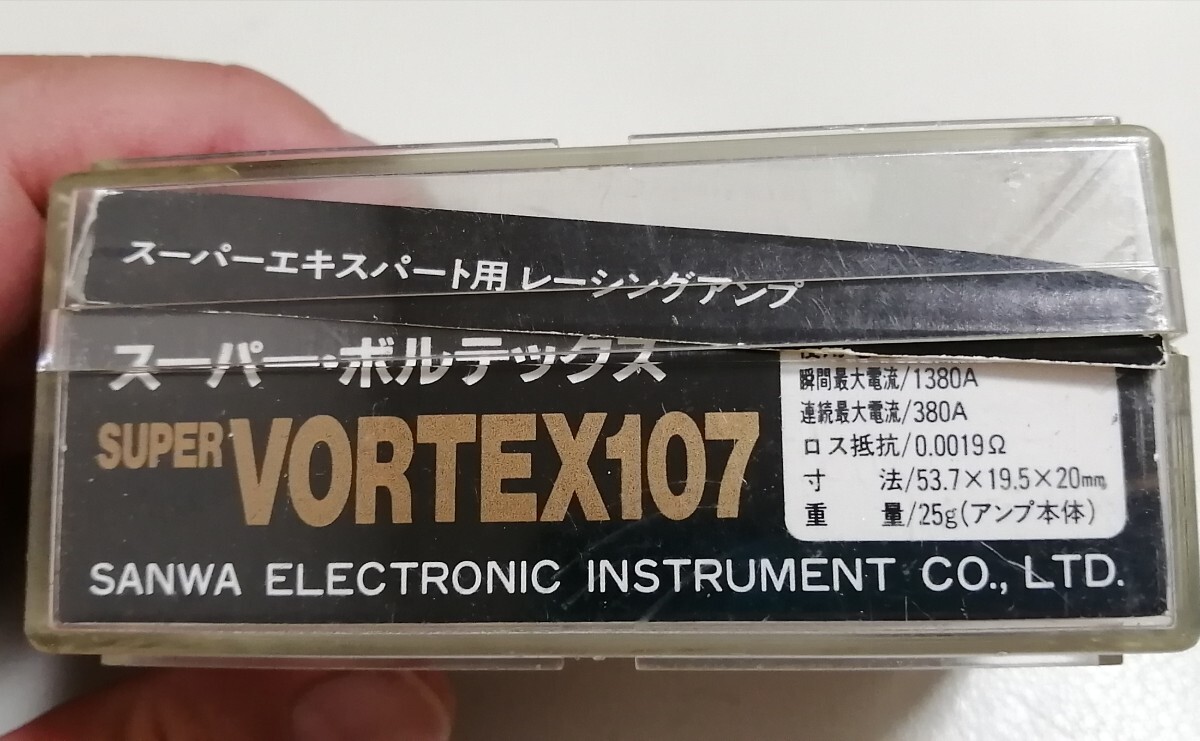 スーパーエキスパート用 レーシングアンプ
スーパー・ボルテックス
SUPER VORTEX107
瞬間最大電流/1380A
連続最大電流/380A
ロス抵抗/0.0019Ω
寸 法/53.7×19.5×20mm
重 量/25g(アンプ本体)
SANWA ELECTRONIC INSTRUMENT CO., LTD.